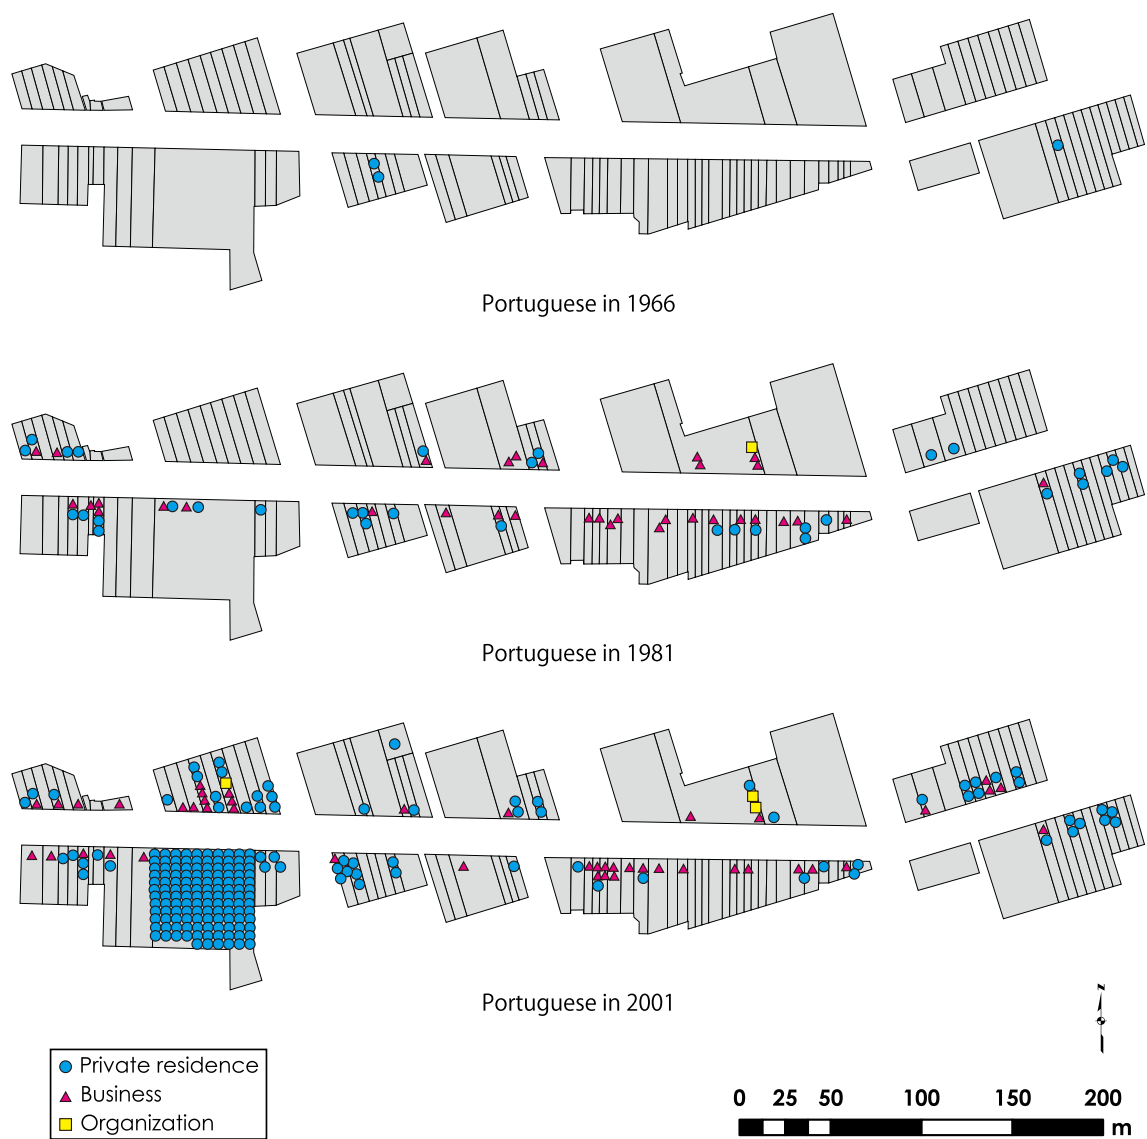 Portuguese in 1966
Portuguese in 1981
Portuguese in 2001
N
Private residence
Business
Organization
0 25 50 100 150 200
m